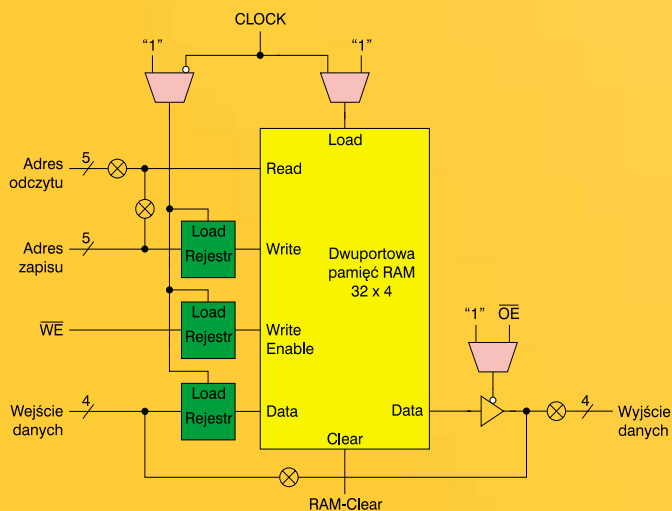 CLOCK
“1”
“1”
Load
Adres
odczytu
5
Read
Load
Rejestr
Adres
zapisu
5
Write
Dwuportowa
pamięć RAM
32 x 4
Load
Rejestr
WE
Write
Enable
“1”
OE
Load
Rejestr
Wejście
danych
4
Data
Data
4
Wyjście
danych
Clear
RAM-Clear